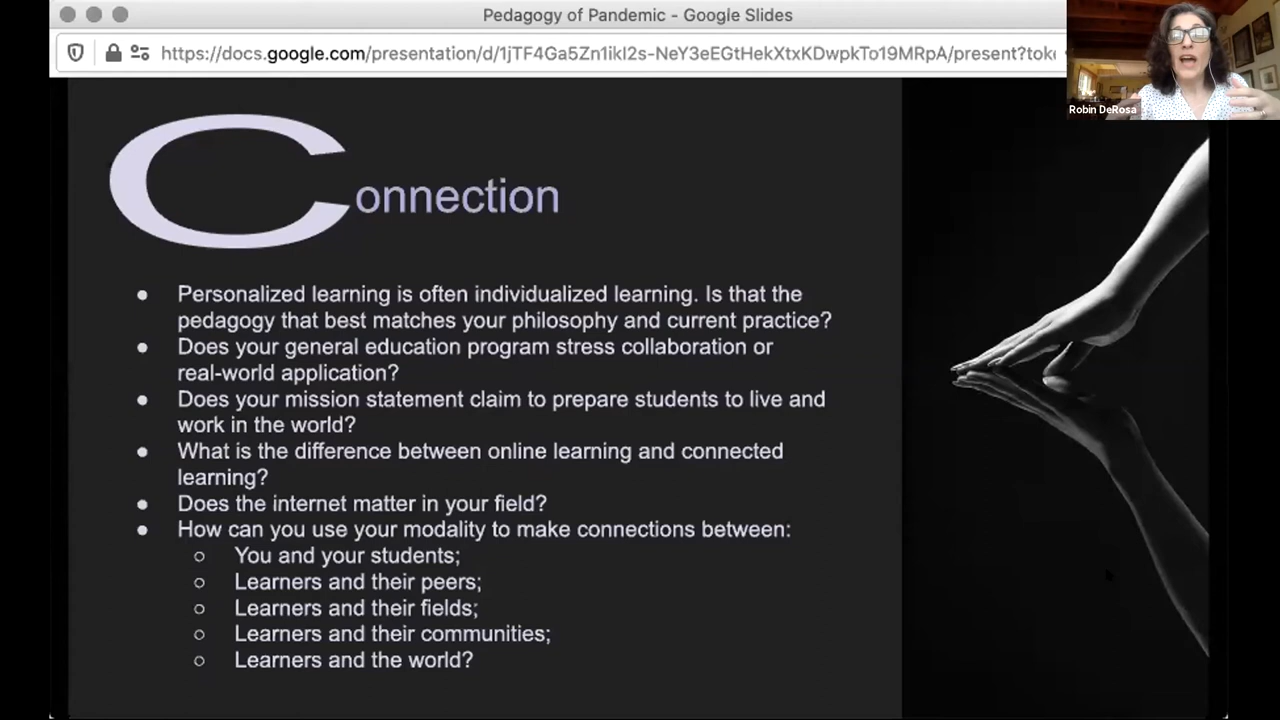 Pedagogy of Pandemic - Google Slides
https://docs.google.com/presentation/d/1jTF4Ga5Zn1ikl2s-NeY3eEGtHekXtxKDwpkTo19MRpA/present?toke
Robin DeRosa
Connection
● Personalized learning is often individualized learning. Is that the
pedagogy that best matches your philosophy and current practice?
● Does your general education program stress collaboration or
real-world application?
● Does your mission statement claim to prepare students to live and
work in the world?
● What is the difference between online learning and connected
learning?
● Does the internet matter in your field?
● How can you use your modality to make connections between:
○ You and your students;
○ Learners and their peers;
○ Learners and their fields;
○ Learners and their communities;
○ Learners and the world?